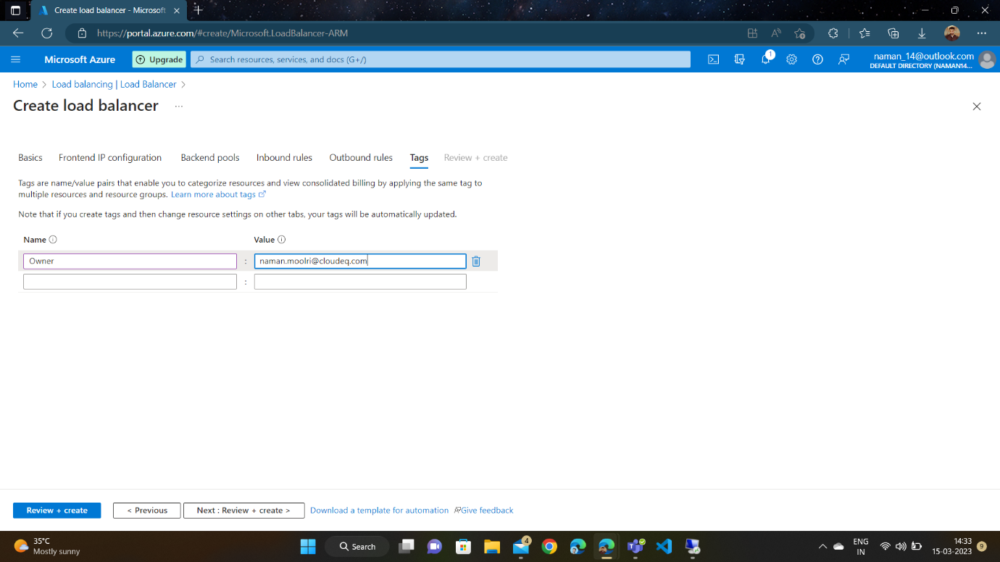 Create load balancer - Microsoft
https://portal.azure.com/#create/Microsoft.LoadBalancer-ARM
Microsoft Azure
Upgrade
Search resources, services, and docs (G+/)
1
naman_14@outlook.com
DEFAULT DIRECTORY (NAMAN14...
Home > Load balancing | Load Balancer >
Create load balancer ...
Basics Frontend IP configuration Backend pools Inbound rules Outbound rules Tags Review + create
Tags are name/value pairs that enable you to categorize resources and view consolidated billing by applying the same tag to
multiple resources and resource groups. Learn more about tags
Note that if you create tags and then change resource settings on other tabs, your tags will be automatically updated.
Name Value
Owner : naman.moolri@cloudeq.com
:
Review + create < Previous Next : Review + create > Download a template for automation Give feedback
35°C
Mostly sunny
Search
4
ENG
IN
14:33
15-03-2023
9